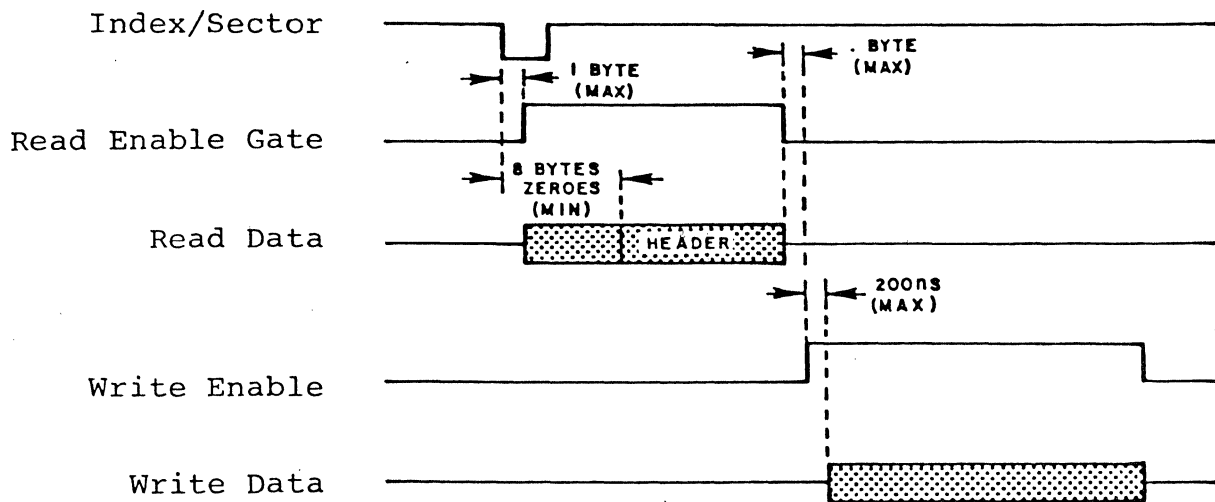 Index/Sector
BYTE
(MAX)
1 BYTE
(MAX)
Read Enable Gate
8 BYTES
ZEROES
(MIN)
Read Data
HEADER
200ns
(MAX)
Write Enable
Write Data